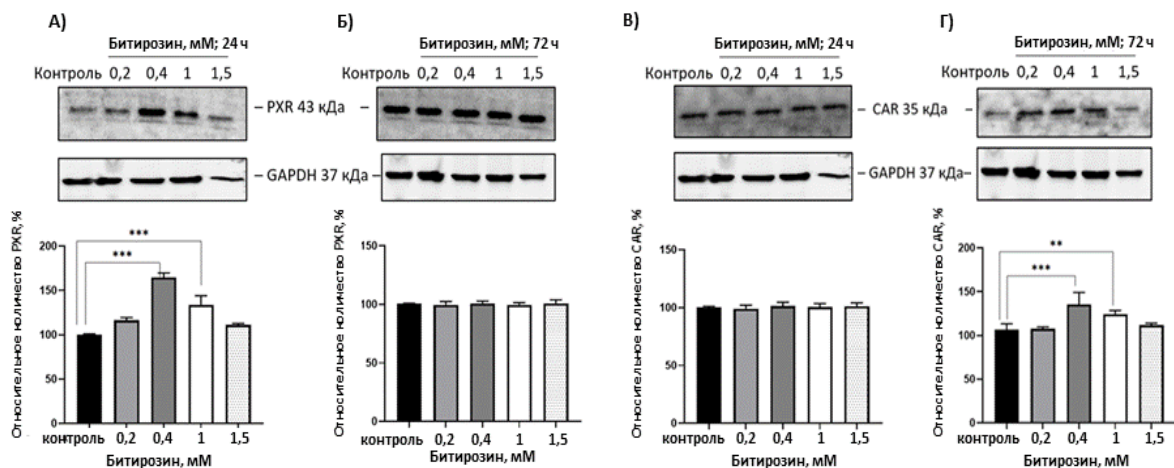 А)
Битирозин, мМ; 24 ч
Контроль 0,2 0,4 1 1,5
– PXR 43 кДа –
– GAPDH 37 кДа –
Б)
Битирозин, мМ; 72 ч
Контроль 0,2 0,4 1 1,5
В)
Битирозин, мМ; 24 ч
Контроль 0,2 0,4 1 1,5
– CAR 35 кДа –
– GAPDH 37 кДа –
Г)
Битирозин, мМ; 72 ч
Контроль 0,2 0,4 1 1,5
Относительное количество PXR, %
200
150
100
50
0
***
***
контроль 0,2 0,4 1 1,5
Битирозин, мМ
Относительное количество PXR, %
150
100
50
0
контроль 0,2 0,4 1 1,5
Битирозин, мМ
Относительное количество CAR, %
150
100
50
0
контроль 0,2 0,4 1 1,5
Битирозин, мМ
Относительное количество CAR, %
200
150
100
50
0
**
***
контроль 0,2 0,4 1 1,5
Битирозин, мМ